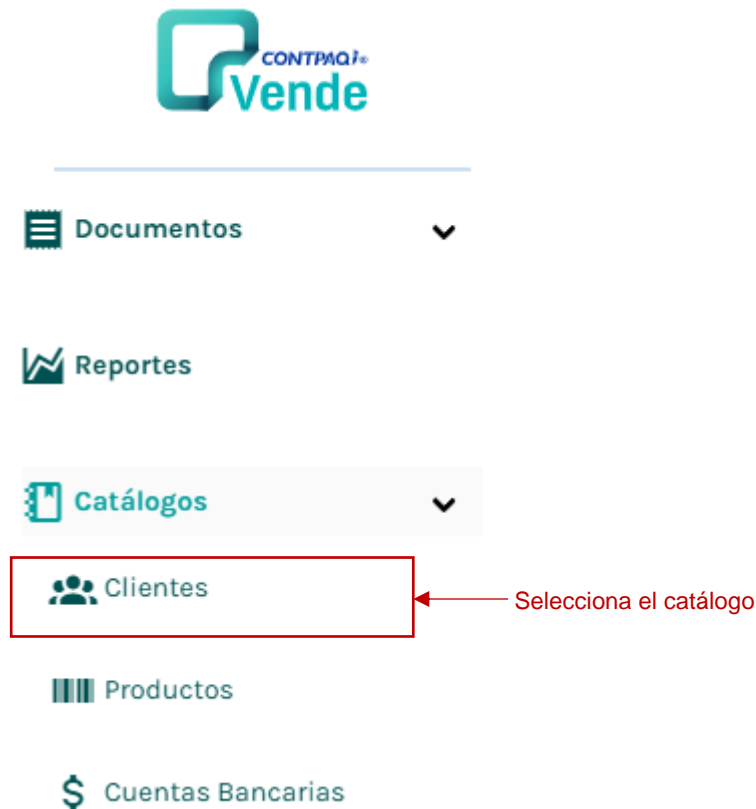 CONTPAQi®
Vende
Documentos
Reportes
Catálogos
Clientes
Selecciona el catálogo
Productos
$ Cuentas Bancarias